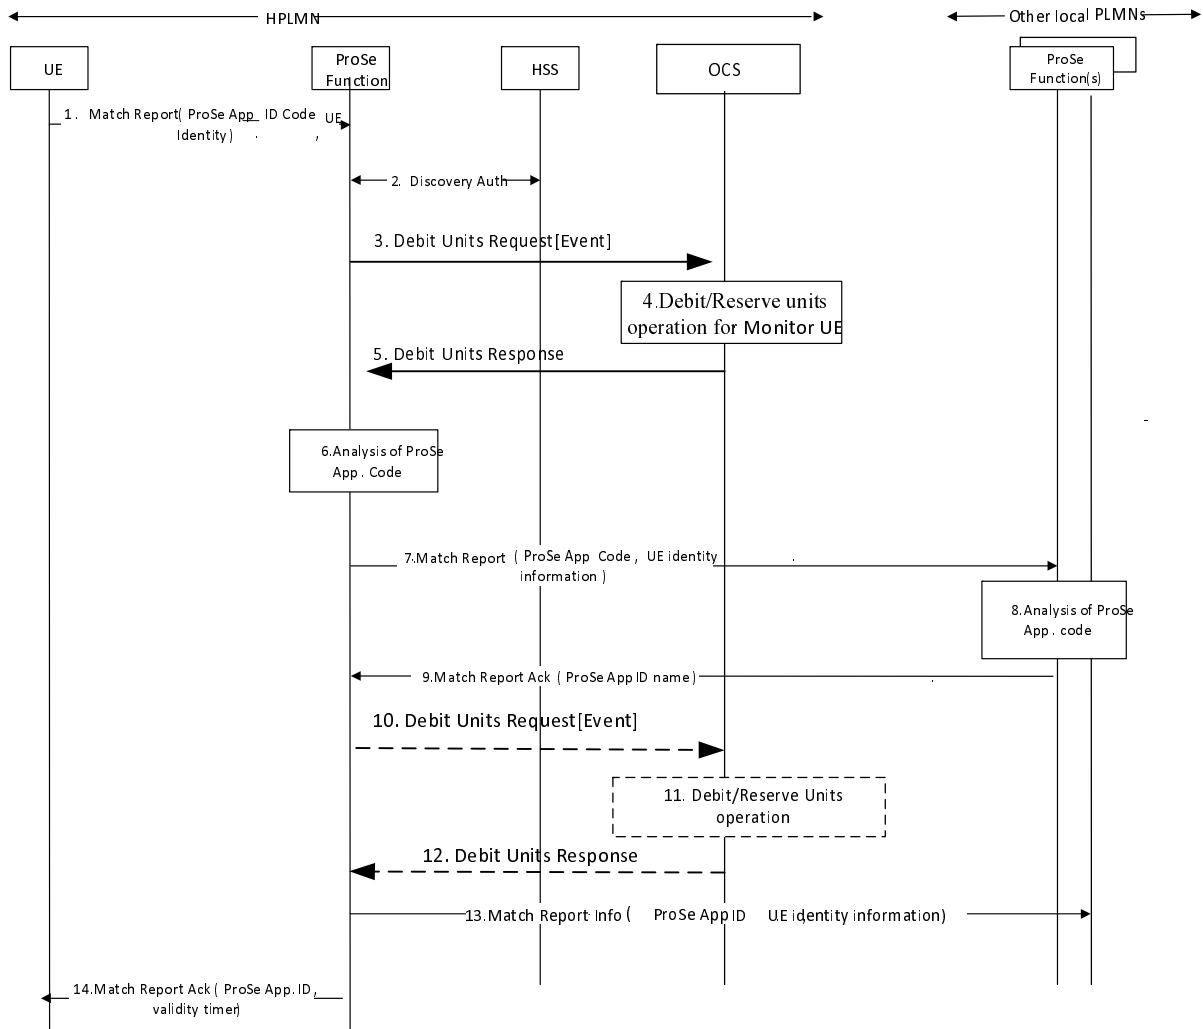 HPLMN
Other local PLMNs
UE
ProSe
Function
HSS
OCS
ProSe
Function(s)
1. Match Report( ProSe App ID Code , UE
Identity) .
2. Discovery Auth
3. Debit Units Request[Event]
4.Debit/Reserve units
operation for Monitor UE
5. Debit Units Response
6.Analysis of ProSe
App. Code
7.Match Report ( ProSe App Code, UE identity
information )
8.Analysis of ProSe
App. code
9.Match Report Ack ( ProSe App ID name)
10. Debit Units Request[Event]
11. Debit/Reserve Units
operation
12. Debit Units Response
13.Match Report Info ( ProSe App ID , UE identity information)
14.Match Report Ack ( ProSe App.ID,
validity timer)